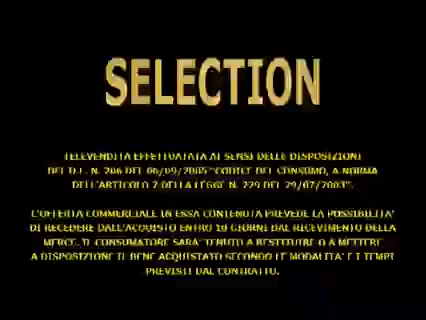 SELECTION
TELEVENDITA EFFETTUATATA AI SENSI DELLE DISPOSIZIONI
DEL D.L. N. 206 DEL 06/09/2005 "CODICE DEL CONSUMO, A NORMA
DELL'ARTICOLO 7 DELLA LEGGE N. 229 DEL 29/07/2003".
L'OFFERTA COMMERCIALE IN ESSA CONTENUTA PREVEDE LA POSSIBILITA'
DI RECEDERE DALL'ACQUISTO ENTRO 10 GIORNI DAL RICEVIMENTO DELLA
MERCE. IL CONSUMATORE SARA' TENUTO A RESTITUIRE O A METTERE
A DISPOSIZIONE IL BENE ACQUISTATO SECONDO LE MODALITA' E I TEMPI
PREVISTI DAL CONTRATTO.